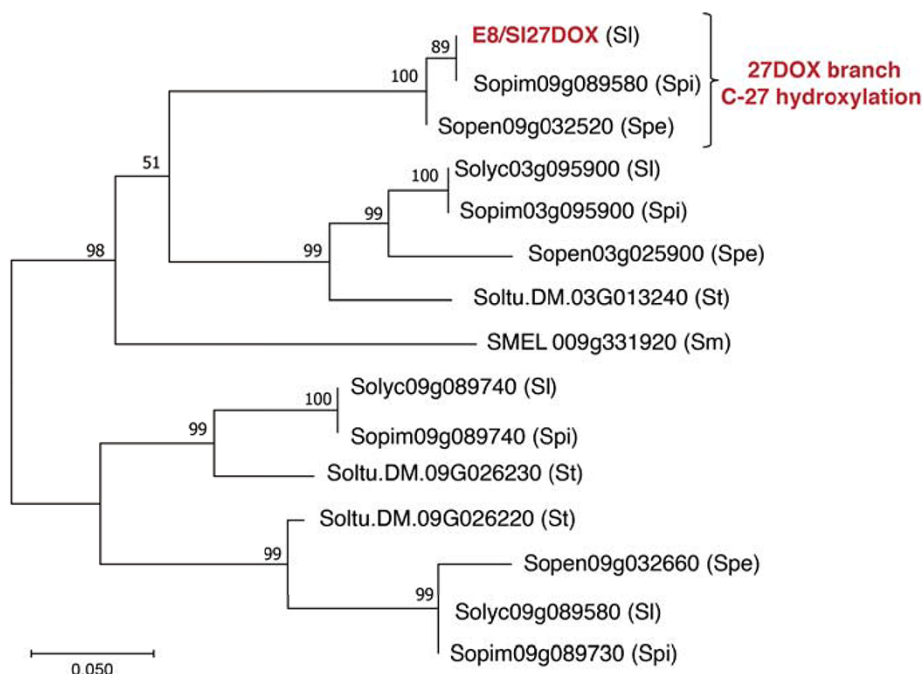 E8/Sl27DOX (Sl)
89
Sopim09g089580 (Spi)
100
Sopen09g032520 (Spe)
27DOX branch
C-27 hydroxylation
Solyc03g095900 (Sl)
100
51
Sopim03g095900 (Spi)
99
Sopen03g025900 (Spe)
99
98
Soltu.DM.03G013240 (St)
SMEL 009g331920 (Sm)
Solyc09g089740 (Sl)
100
99
Sopim09g089740 (Spi)
Soltu.DM.09G026230 (St)
Soltu.DM.09G026220 (St)
99
Sopen09g032660 (Spe)
99
Solyc09g089580 (Sl)
Sopim09g089730 (Spi)
0.050